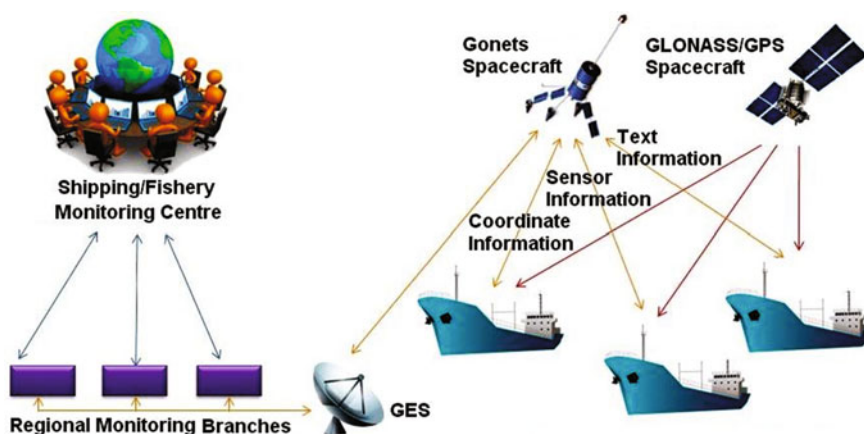 Gonets
Spacecraft
GLONASS/GPS
Spacecraft
Text
Information
Sensor
Information
Coordinate
Information
Shipping/Fishery
Monitoring Centre
GES
Regional Monitoring Branches